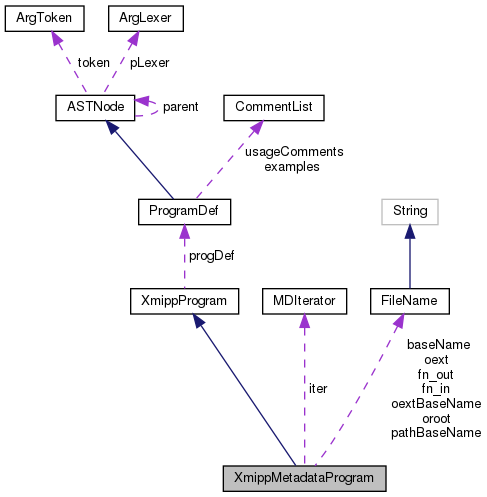 ArgToken
ArgLexer
token
pLexer
ASTNode
parent
CommentList
usageComments
examples
ProgramDef
String
progDef
XmippProgram
MDIterator
FileName
iter
baseName
oext
fn_out
fn_in
oextBaseName
oroot
pathBaseName
XmippMetadataProgram